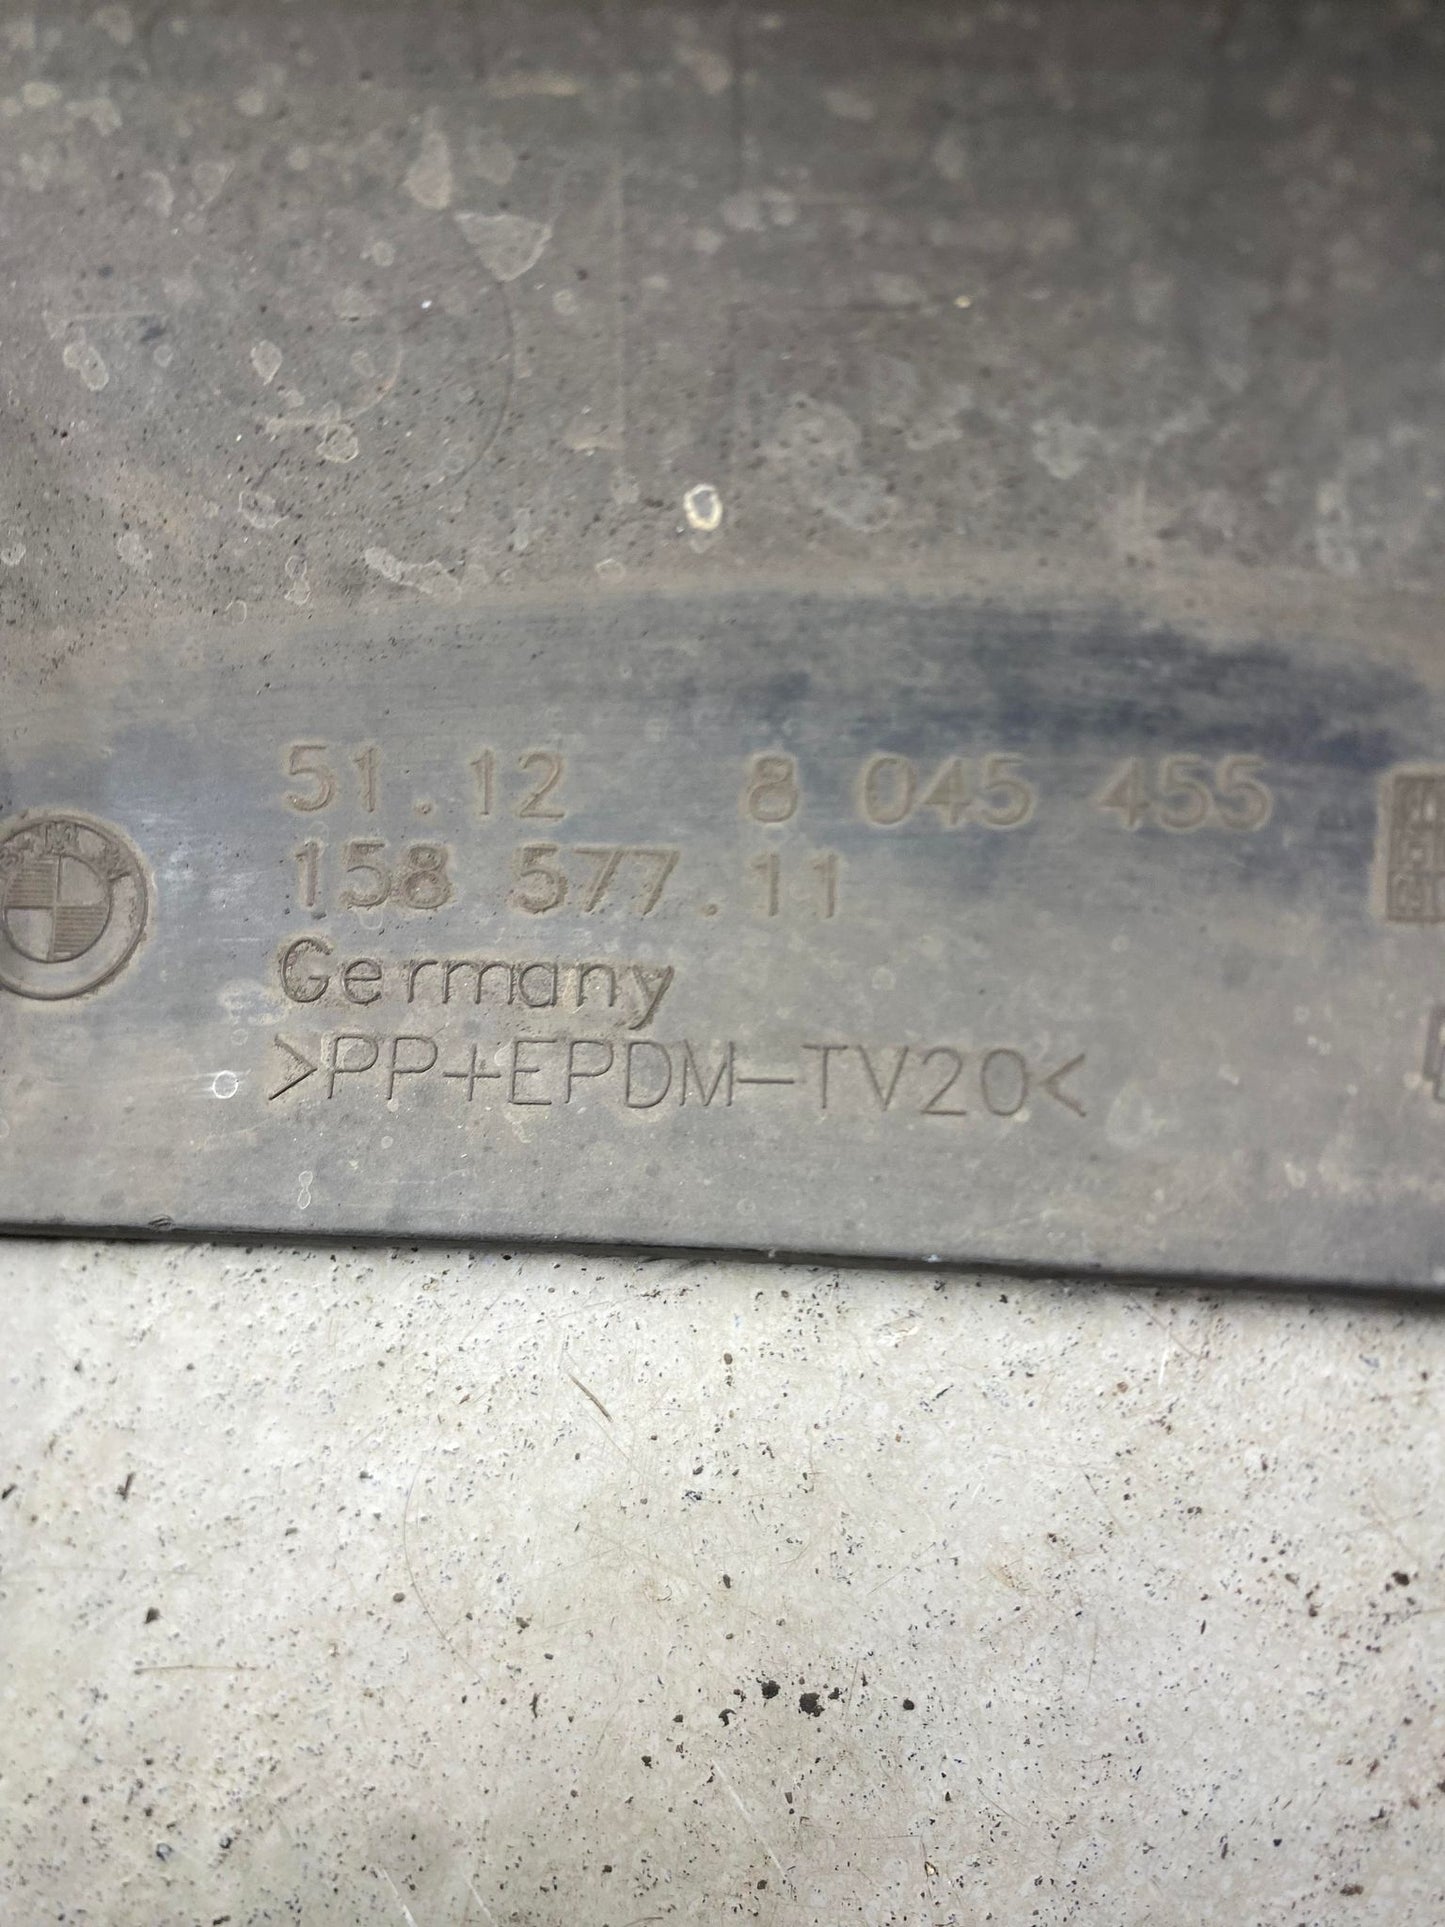 51.12 8 045 455
158 577.11
Germany
>PP+EPDM-TV20<